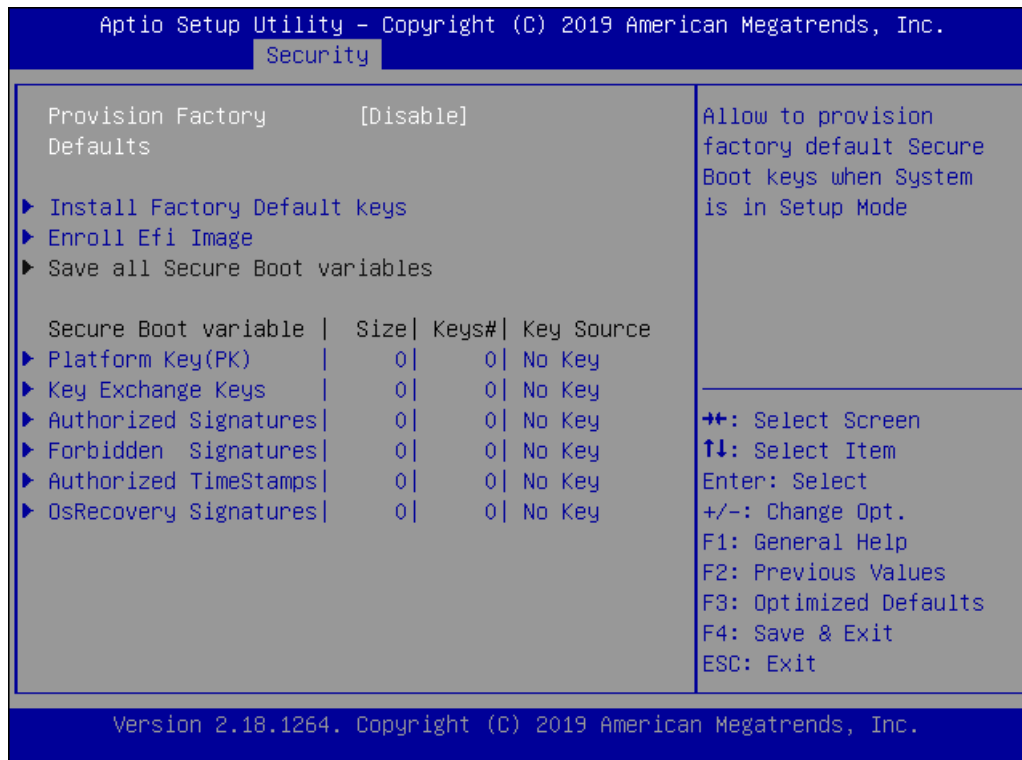 Aptio Setup Utility – Copyright (C) 2019 American Megatrends, Inc.
Security
Provision Factory [Disable]
Defaults
Install Factory Default keys
Enroll Efi Image
Save all Secure Boot variables
Secure Boot variable | Size| Keys#| Key Source
Platform Key(PK) | 0| 0| No Key
Key Exchange Keys | 0| 0| No Key
Authorized Signatures| 0| 0| No Key
Forbidden Signatures| 0| 0| No Key
Authorized TimeStamps| 0| 0| No Key
OsRecovery Signatures| 0| 0| No Key
Allow to provision
factory default Secure
Boot keys when System
is in Setup Mode
→←: Select Screen
↑↓: Select Item
Enter: Select
+/-: Change Opt.
F1: General Help
F2: Previous Values
F3: Optimized Defaults
F4: Save & Exit
ESC: Exit
Version 2.18.1264. Copyright (C) 2019 American Megatrends, Inc.